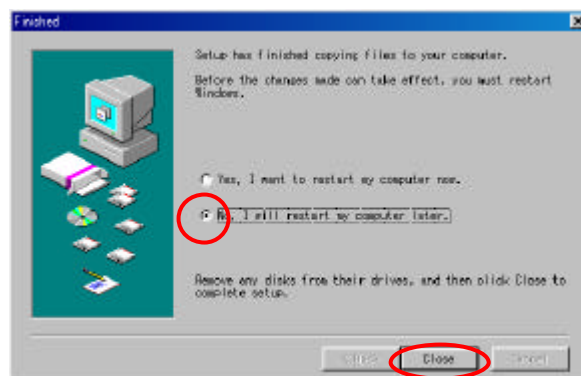 Finished
Setup has finished copying files to your computer.
Before the changes made can take effect, you must restart
Windows.
Yes, I want to restart my computer now.
No, I will restart my computer later.
Remove any disks from their drives, and then click Close to
complete setup.
Close Cancel